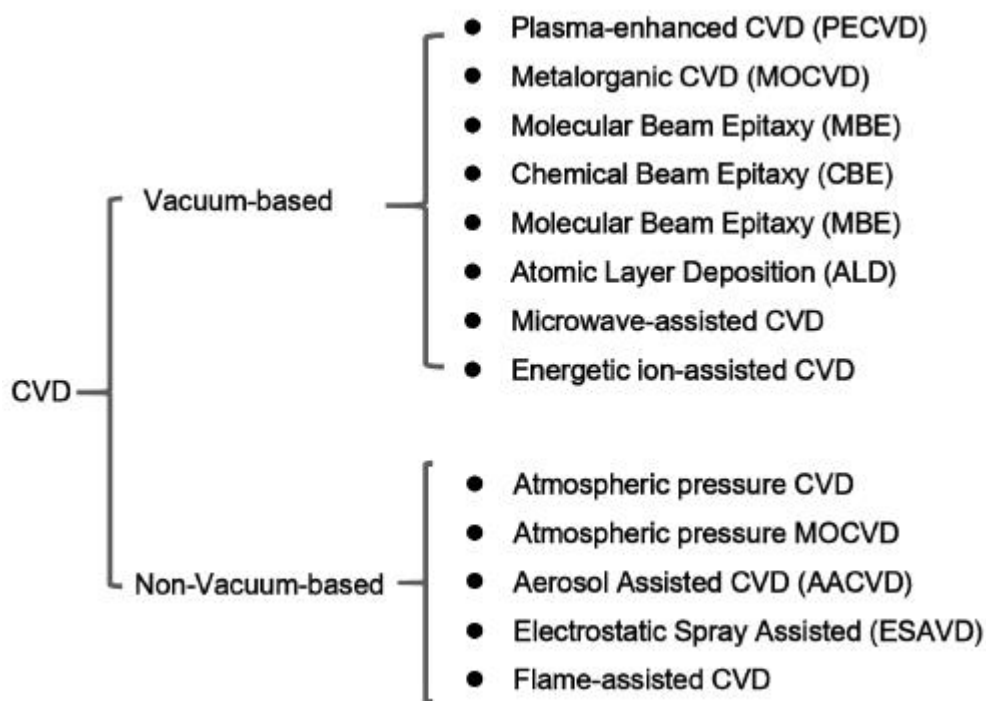 Plasma-enhanced CVD (PECVD)
Metalorganic CVD (MOCVD)
Molecular Beam Epitaxy (MBE)
Chemical Beam Epitaxy (CBE)
Vacuum-based
Molecular Beam Epitaxy (MBE)
Atomic Layer Deposition (ALD)
Microwave-assisted CVD
Energetic ion-assisted CVD
CVD
Atmospheric pressure CVD
Atmospheric pressure MOCVD
Non-Vacuum-based
Aerosol Assisted CVD (AACVD)
Electrostatic Spray Assisted (ESAVD)
Flame-assisted CVD